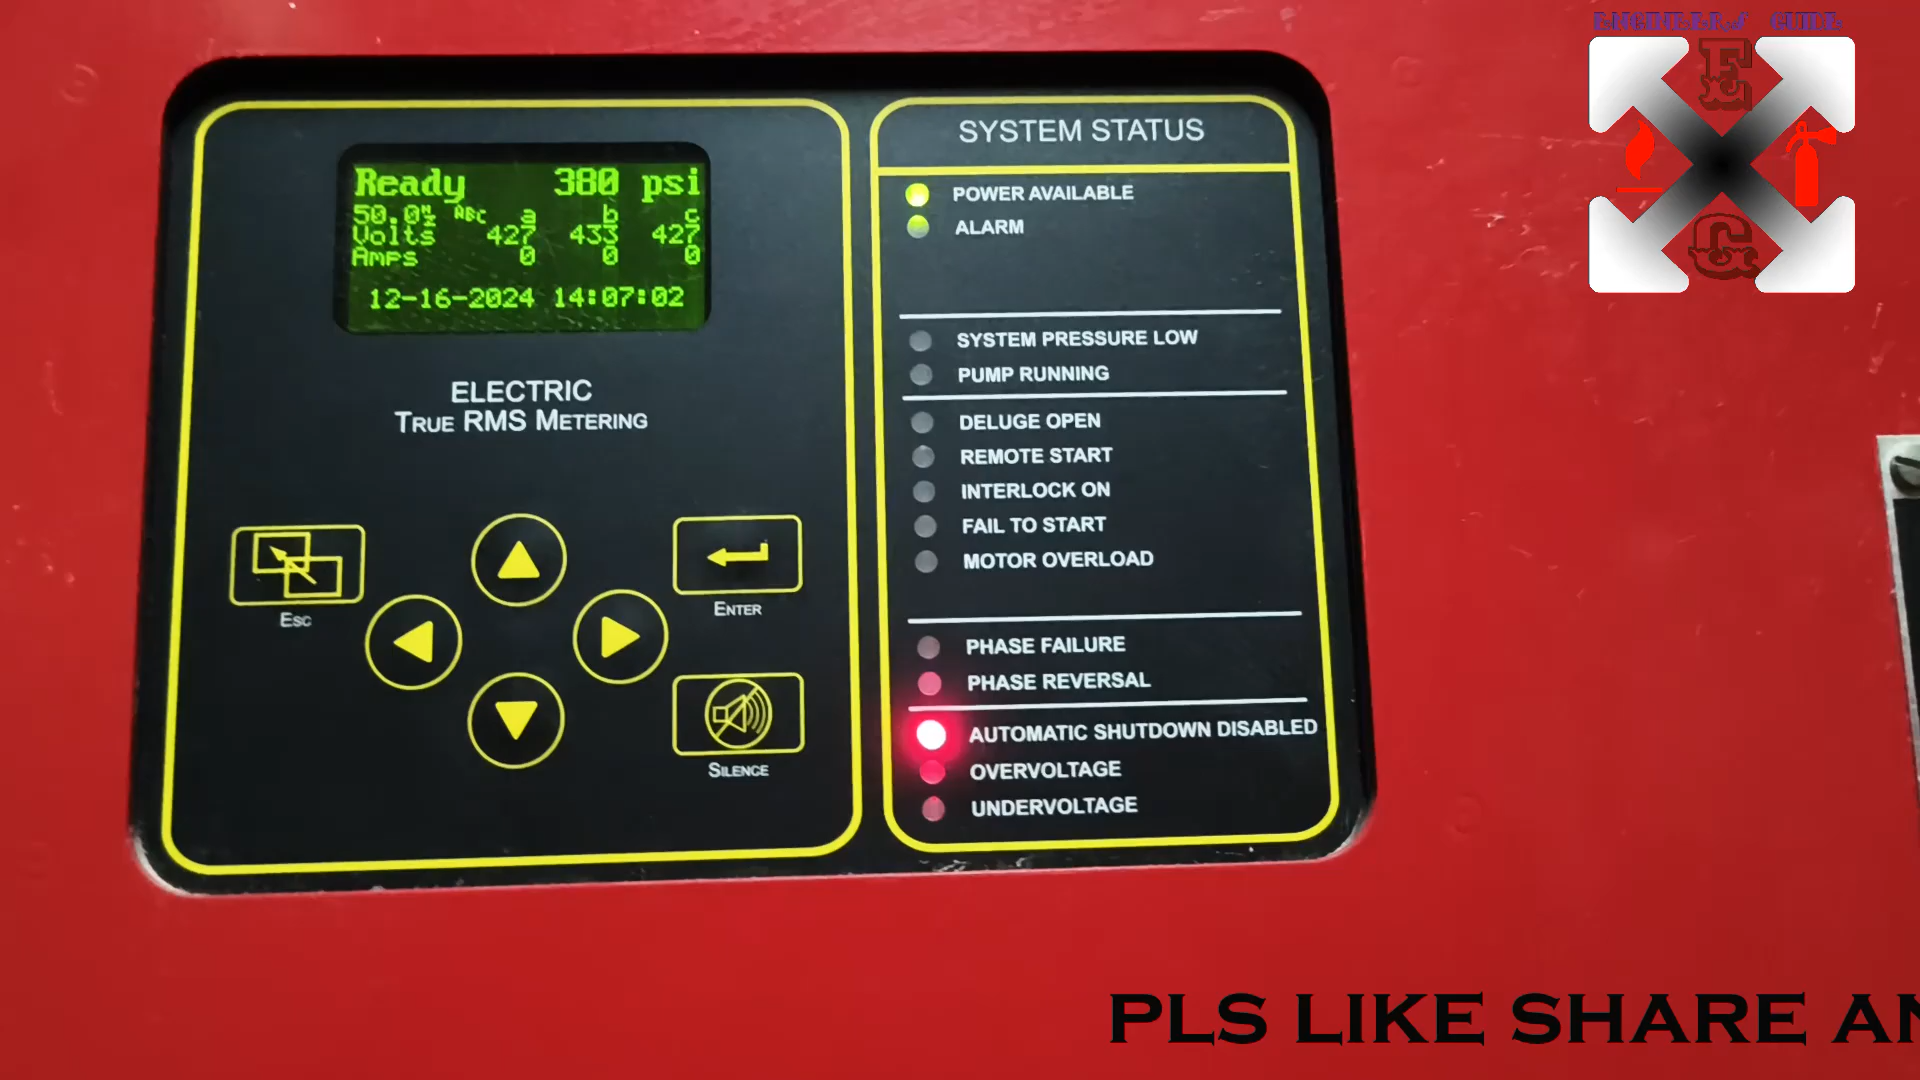 ENGINEERS GUIDE
E
G
Ready 380 psi
50.0Hz ABC a b c
Volts 427 433 427
Amps 0 0 0
12-16-2024 14:07:02
ELECTRIC
TRUE RMS METERING
ESC
ENTER
SILENCE
SYSTEM STATUS
POWER AVAILABLE
ALARM
SYSTEM PRESSURE LOW
PUMP RUNNING
DELUGE OPEN
REMOTE START
INTERLOCK ON
FAIL TO START
MOTOR OVERLOAD
PHASE FAILURE
PHASE REVERSAL
AUTOMATIC SHUTDOWN DISABLED
OVERVOLTAGE
UNDERVOLTAGE
PLS LIKE SHARE AN